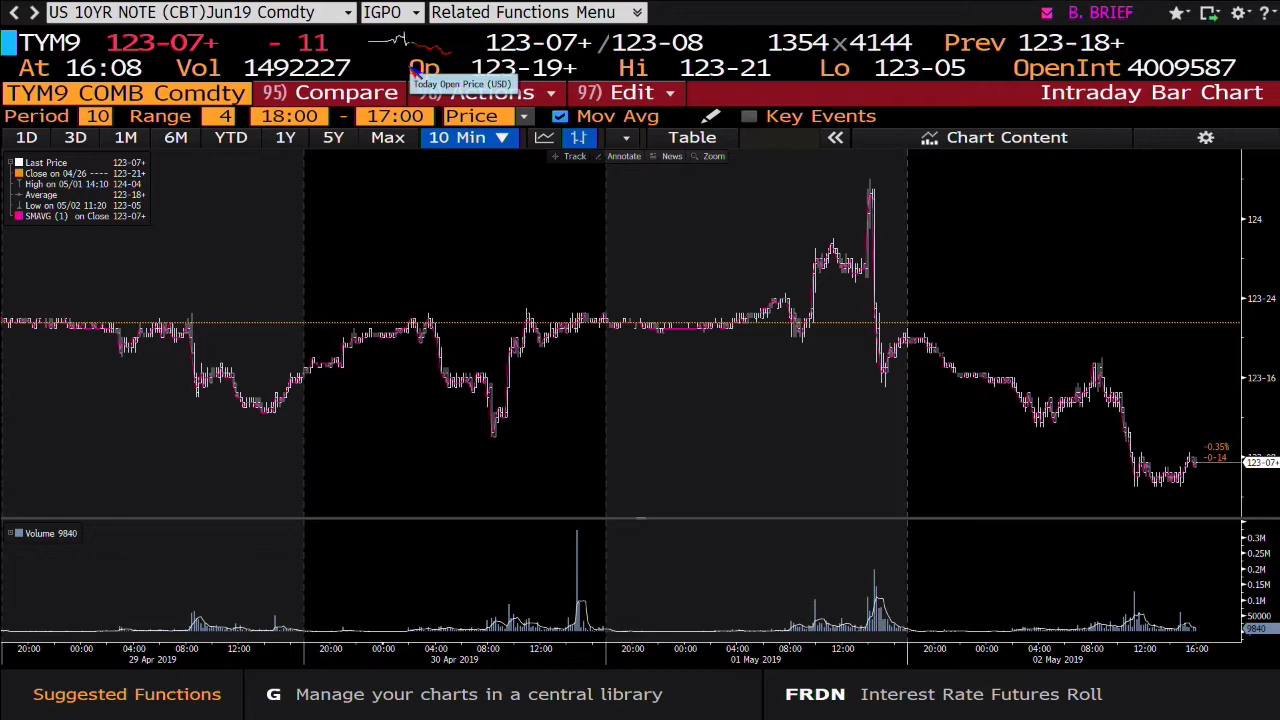 US 10YR NOTE (CBT)Jun19 Comdty IGPO Related Functions Menu B. BRIEF
TYM9 123-07+ - 11 123-07+ /123-08 1354 x 4144 Prev 123-18+
At 16:08 Vol 1492227 Op 123-19+ Hi 123-21 Lo 123-05 OpenInt 4009587
Today Open Price (USD)
TYM9 COMB Comdty 95) Compare Actions 97) Edit Intraday Bar Chart
Period 10 Range 4 18:00 - 17:00 Price Mov Avg Key Events
1D 3D 1M 6M YTD 1Y 5Y Max 10 Min ▼ Table « Chart Content
Track Annotate News Zoom
Last Price 123-07+
Close on 04/26 ---- 123-21+
High on 05/01 14:10 124-04
Average 123-18+
Low on 05/02 11:20 123-05
SMAVG (1) on Close 123-07+
124
123-24
123-16
-0.35%
-0-14
123-07+
Volume 9840
0.3M
0.25M
0.2M
0.15M
0.1M
50000
9840
20:00 00:00 04:00 08:00 12:00 20:00 00:00 04:00 08:00 12:00 20:00 00:00 04:00 08:00 12:00 20:00 00:00 04:00 08:00 12:00 16:00
29 Apr 2019 30 Apr 2019 01 May 2019 02 May 2019
Suggested Functions G Manage your charts in a central library FRDN Interest Rate Futures Roll